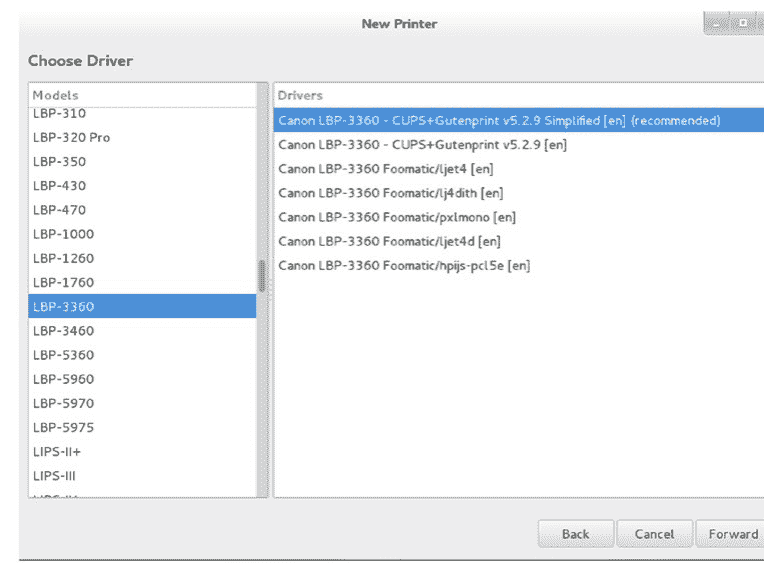 New Printer
Choose Driver
Models
LBP-310
LBP-320 Pro
LBP-350
LBP-430
LBP-470
LBP-1000
LBP-1260
LBP-1760
LBP-3360
LBP-3460
LBP-5360
LBP-5960
LBP-5970
LBP-5975
LIPS-II+
LIPS-III
Drivers
Canon LBP-3360 - CUPS+Gutenprint v5.2.9 Simplified [en] (recommended)
Canon LBP-3360 - CUPS+Gutenprint v5.2.9 [en]
Canon LBP-3360 Foomatic/ljet4 [en]
Canon LBP-3360 Foomatic/lj4dith [en]
Canon LBP-3360 Foomatic/pxlmono [en]
Canon LBP-3360 Foomatic/ljet4d [en]
Canon LBP-3360 Foomatic/hpijs-pcl5e [en]
Back Cancel Forward